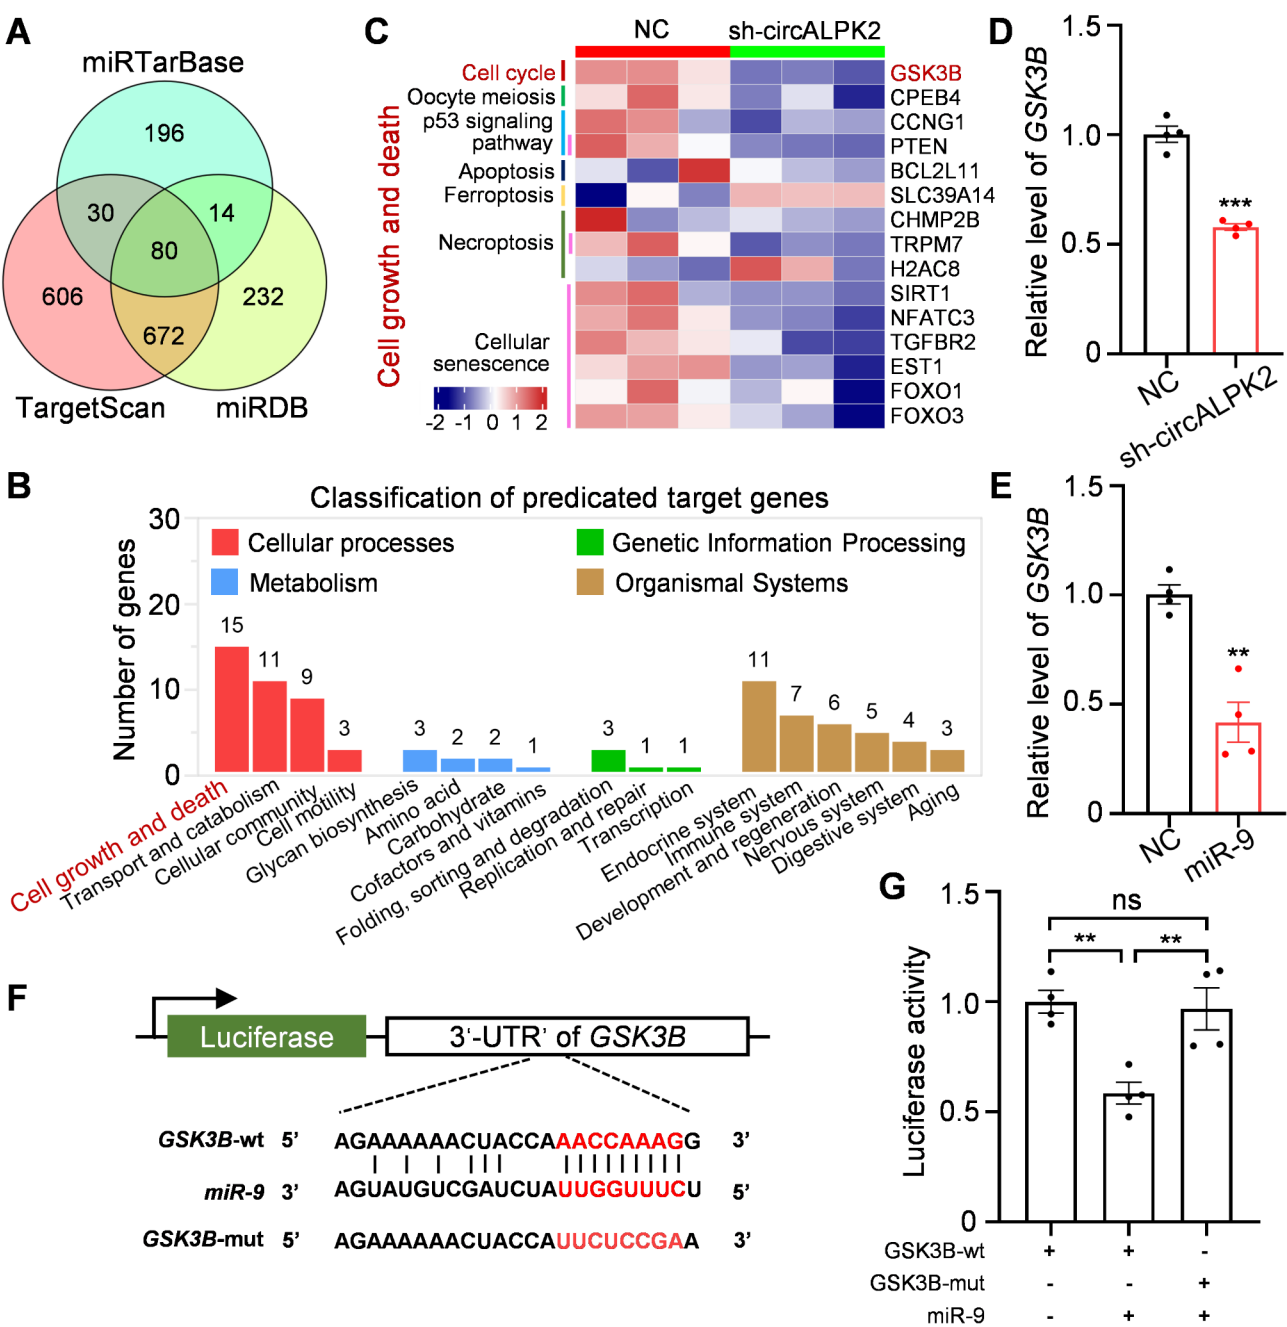 A
miRTarBase
196
30
14
80
606
232
672
TargetScan
miRDB
C
NC
sh-circALPK2
Cell growth and death
Cell cycle
Oocyte meiosis
p53 signaling
pathway
Apoptosis
Ferroptosis
Necroptosis
Cellular
senescence
-2 -1 0 1 2
GSK3B
CPEB4
CCNG1
PTEN
BCL2L11
SLC39A14
CHMP2B
TRPM7
H2AC8
SIRT1
NFATC3
TGFBR2
EST1
FOXO1
FOXO3
D
Relative level of GSK3B
1.5
1.0
0.5
0
***
NC
sh-circALPK2
B
Classification of predicated target genes
Number of genes
30
20
10
0
Cellular processes
Metabolism
Genetic Information Processing
Organismal Systems
15
11
9
3
3
2
2
1
3
1
1
11
7
6
5
4
3
Cell growth and death
Transport and catabolism
Cellular community
Cell motility
Glycan biosynthesis
Amino acid
Carbohydrate
Cofactors and vitamins
Folding, sorting and degradation
Replication and repair
Transcription
Endocrine system
Immune system
Development and regeneration
Nervous system
Digestive system
Aging
E
Relative level of GSK3B
1.5
1.0
0.5
0
**
NC
miR-9
F
Luciferase
3‘-UTR’ of GSK3B
GSK3B-wt 5’ AGAAAAAACUACCAAACCAAAGG 3’
miR-9 3’ AGUAUGUCGAUCUAUUGGUUUCU 5’
GSK3B-mut 5’ AGAAAAAACUACCAUUCUCCGAA 3’
G
Luciferase activity
1.5
1.0
0.5
0
ns
**
**
GSK3B-wt + + -
GSK3B-mut - - +
miR-9 - + +